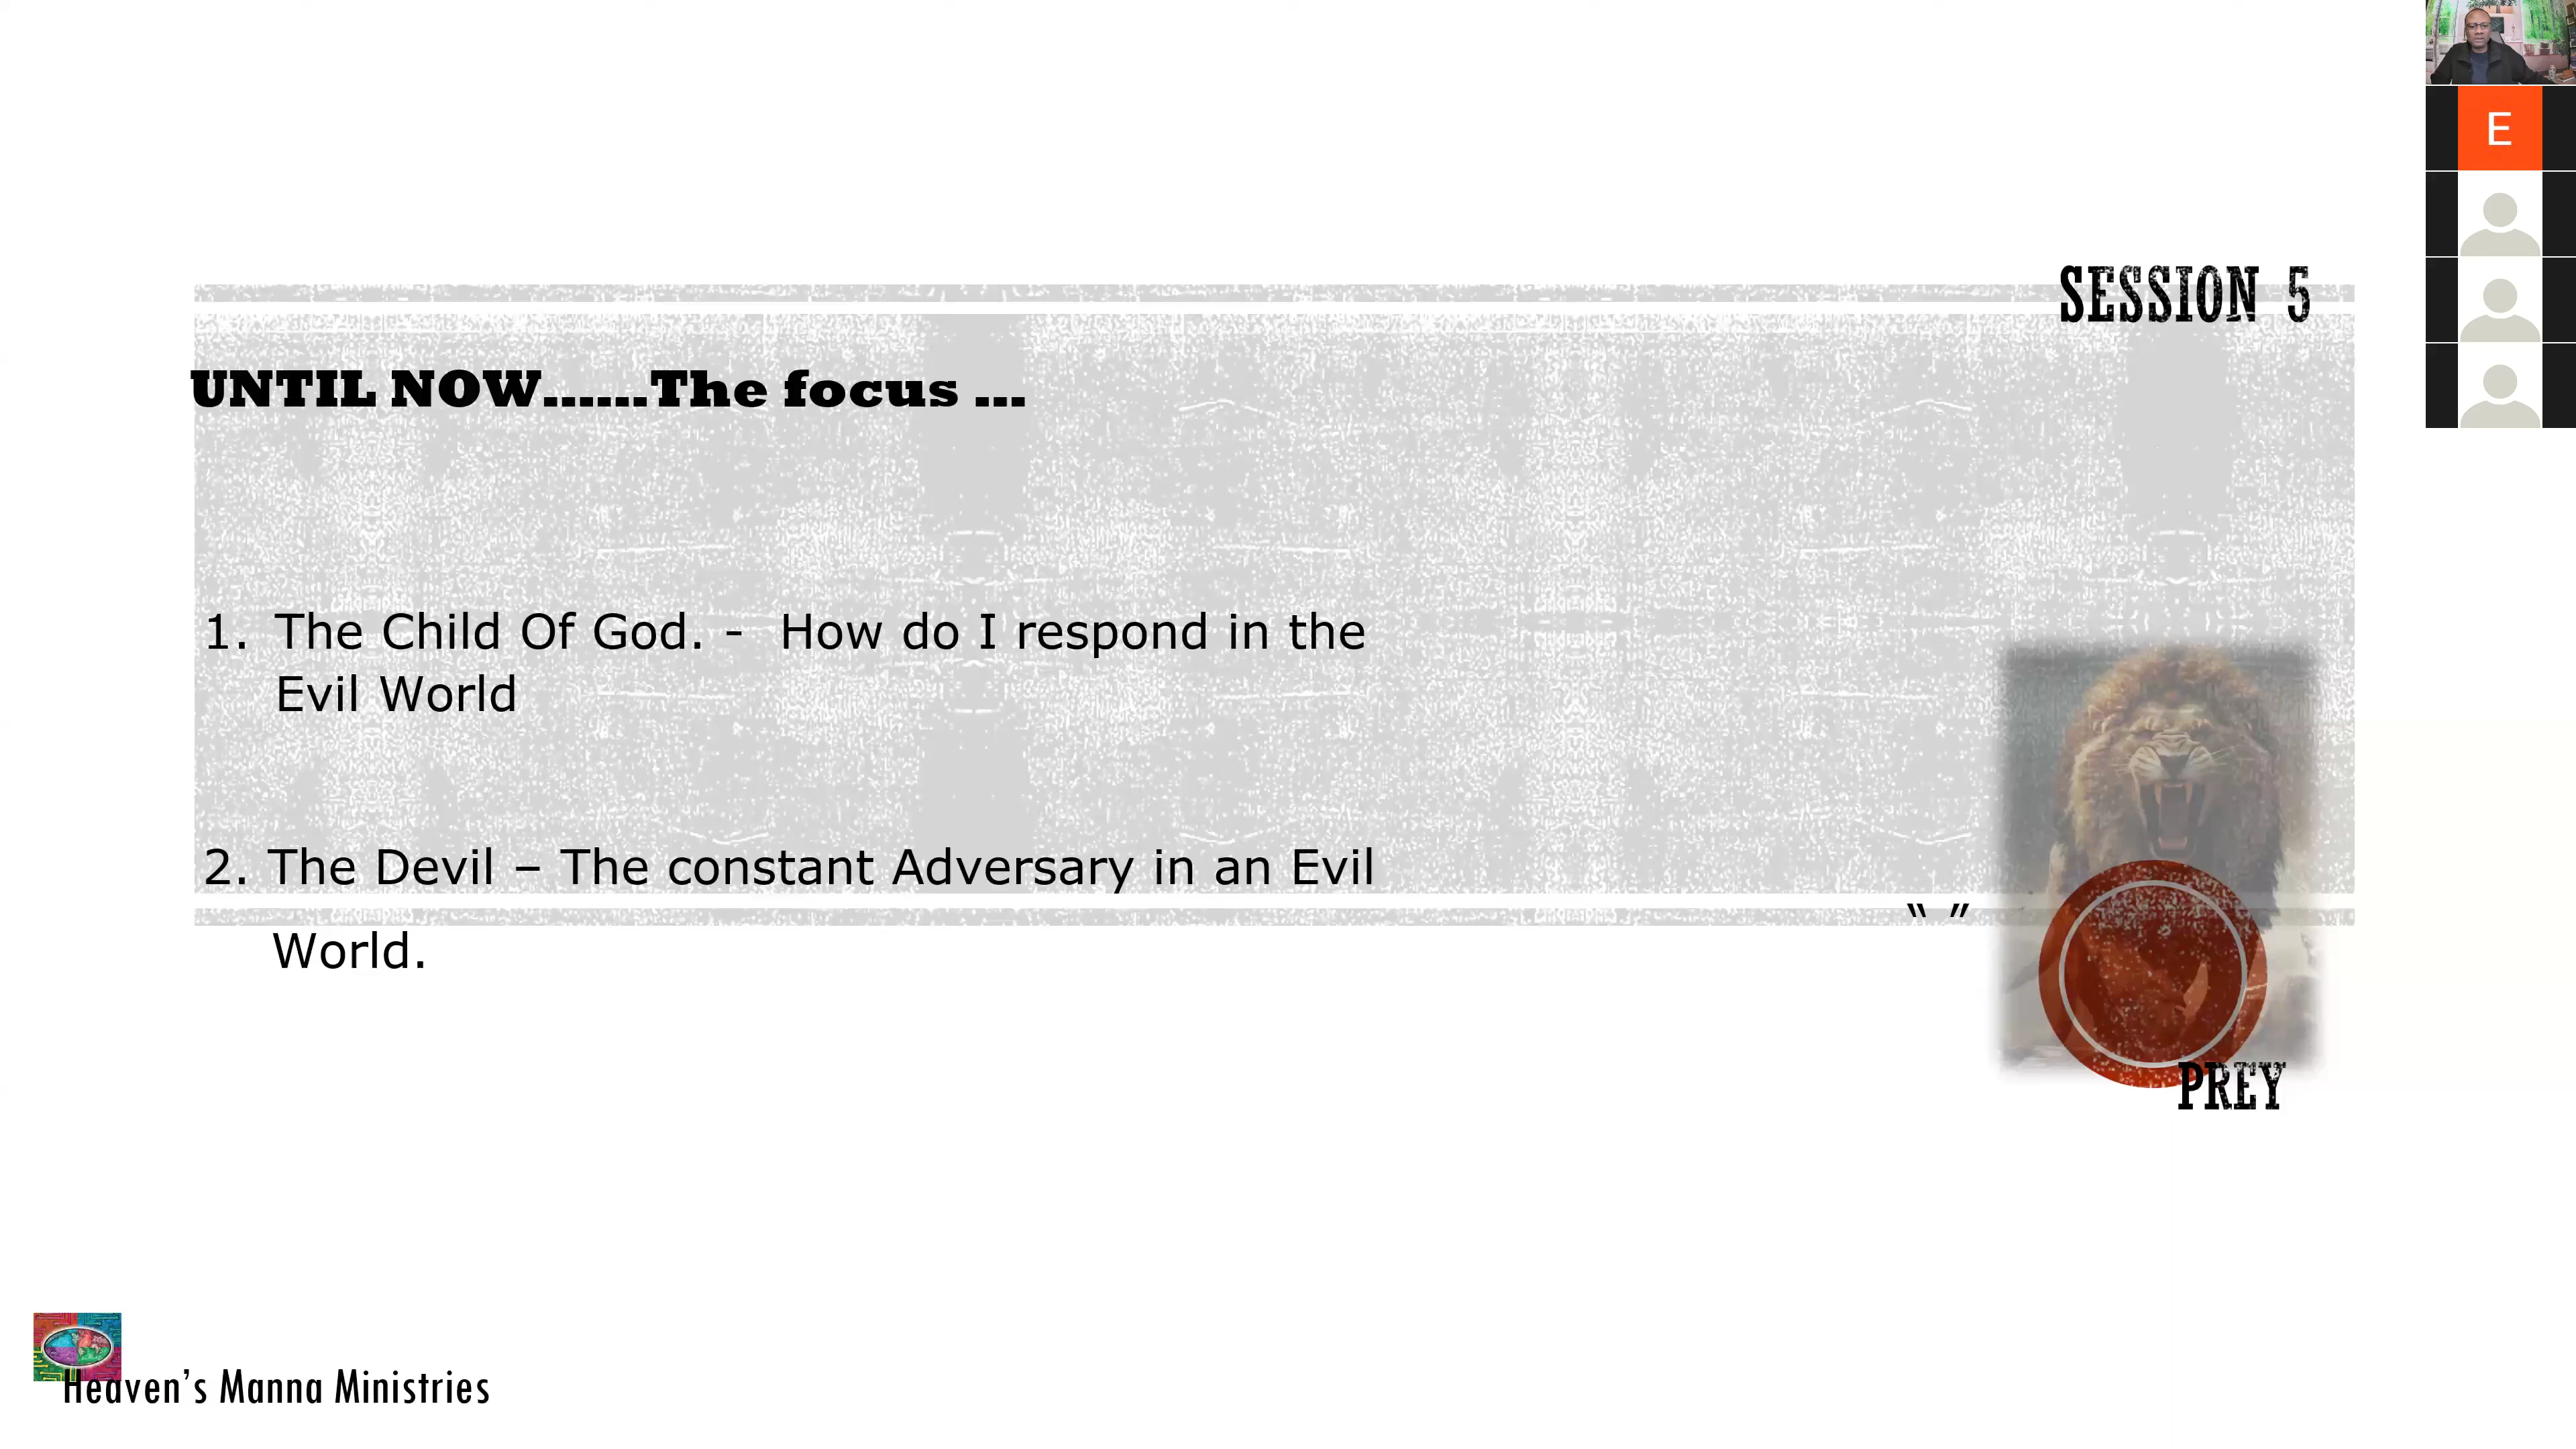 SESSION 5
UNTIL NOW......The focus ...
1. The Child Of God. - How do I respond in the
Evil World
2. The Devil – The constant Adversary in an Evil
World.
“ ”
PREY
Heaven’s Manna Ministries
E